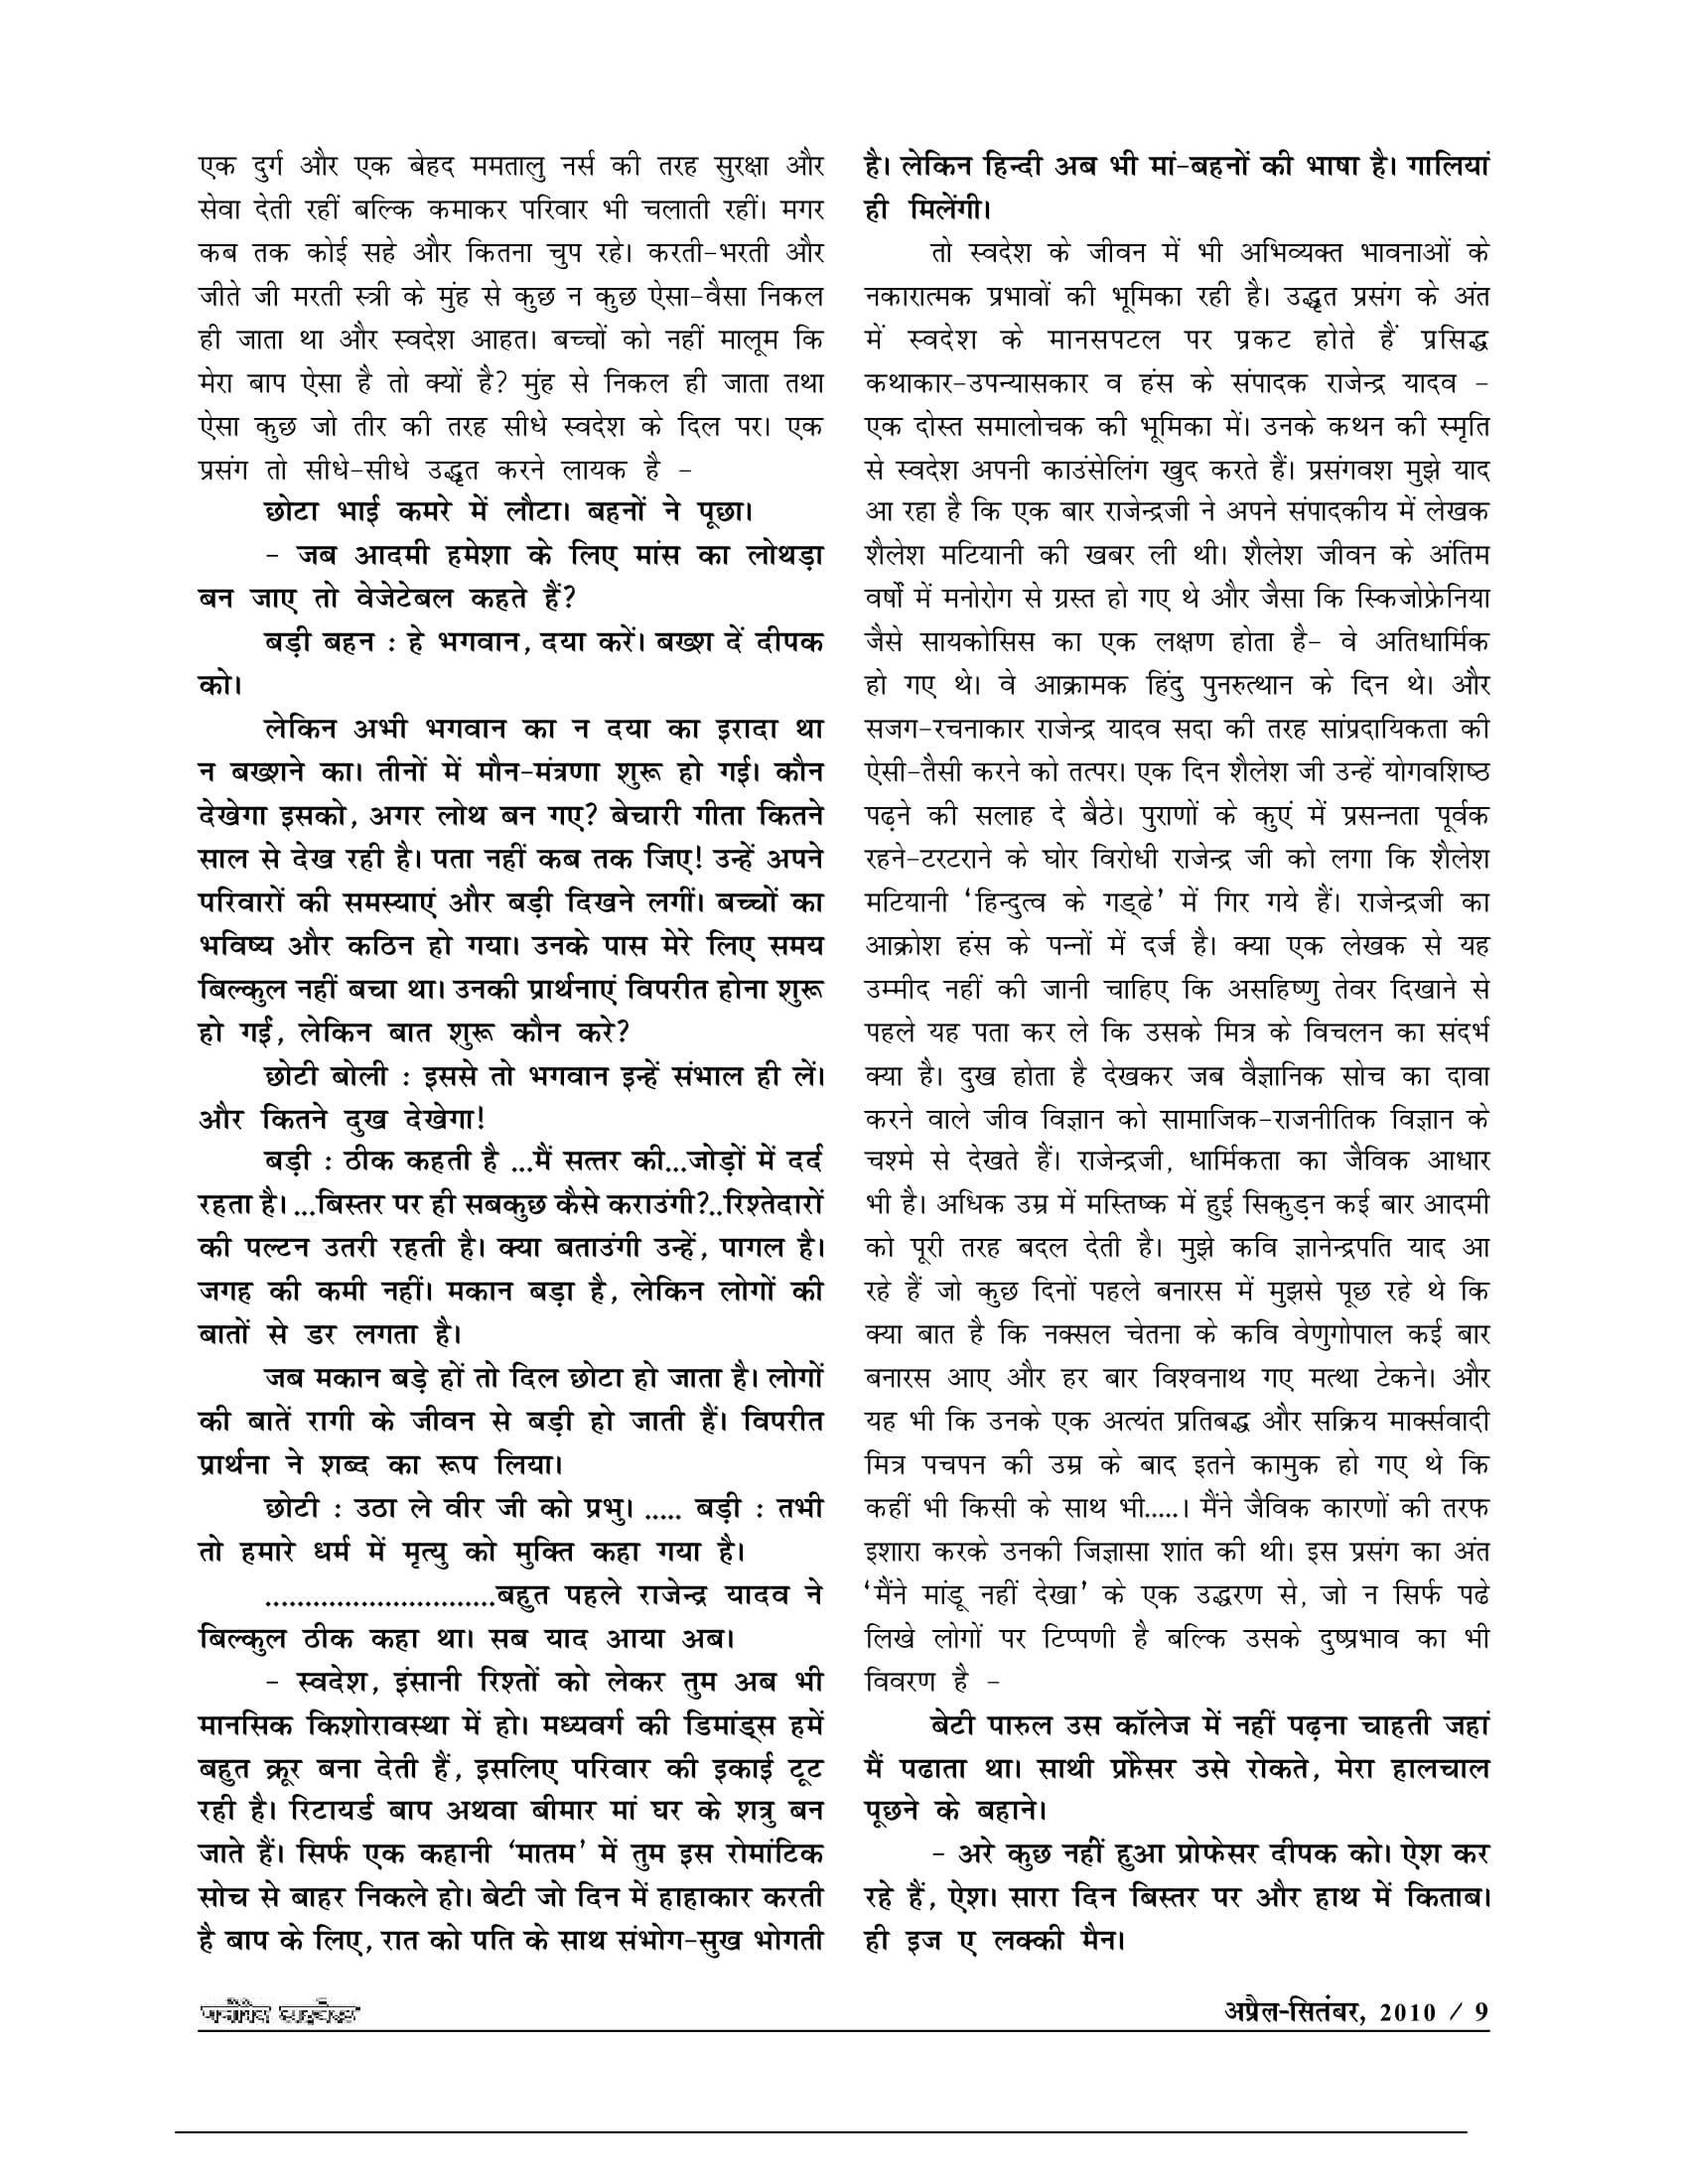 एक दुर्ग और एक बेहद ममतालु नर्स की तरह सुरक्षा और
सेवा देती रहीं बल्कि कमाकर परिवार भी चलाती रहीं। मगर
कब तक कोई सहे और कितना चुप रहे। करती-भरती और
जीते जी मरती स्त्री के मुंह से कुछ न कुछ ऐसा-वैसा निकल
ही जाता था और स्वदेश आहत। बच्चों को नहीं मालूम कि
मेरा बाप ऐसा है तो क्यों है? मुंह से निकल ही जाता तथा
ऐसा कुछ जो तीर की तरह सीधे स्वदेश के दिल पर। एक
प्रसंग तो सीधे-सीधे उद्धृत करने लायक है -
छोटा भाई कमरे में लौटा। बहनों ने पूछा।
- जब आदमी हमेशा के लिए मांस का लोथड़ा
बन जाए तो वेजेटेबल कहते हैं?
बड़ी बहन : हे भगवान, दया करें। बख्श दें दीपक
को।
लेकिन अभी भगवान का न दया का इरादा था
न बख्शने का। तीनों में मौन-मंत्रणा शुरू हो गई। कौन
देखेगा इसको, अगर लोथ बन गए? बेचारी गीता कितने
साल से देख रही है। पता नहीं कब तक जिए! उन्हें अपने
परिवारों की समस्याएं और बड़ी दिखने लगीं। बच्चों का
भविष्य और कठिन हो गया। उनके पास मेरे लिए समय
बिल्कुल नहीं बचा था। उनकी प्रार्थनाएं विपरीत होना शुरू
हो गईं, लेकिन बात शुरू कौन करे?
छोटी बोली : इससे तो भगवान इन्हें संभाल ही लें।
और कितने दुख देखेगा!
बड़ी : ठीक कहती है ...मैं सत्तर की...जोड़ों में दर्द
रहता है। ...बिस्तर पर ही सबकुछ कैसे कराउंगी?..रिश्तेदारों
की पल्टन उतरी रहती है। क्या बताउंगी उन्हें, पागल है।
जगह की कमी नहीं। मकान बड़ा है, लेकिन लोगों की
बातों से डर लगता है।
जब मकान बड़े हों तो दिल छोटा हो जाता है। लोगों
की बातें रागी के जीवन से बड़ी हो जाती हैं। विपरीत
प्रार्थना ने शब्द का रूप लिया।
छोटी : उठा ले वीर जी को प्रभु। ..... बड़ी : तभी
तो हमारे धर्म में मृत्यु को मुक्ति कहा गया है।
.............................बहुत पहले राजेन्द्र यादव ने
बिल्कुल ठीक कहा था। सब याद आया अब।
- स्वदेश, इंसानी रिश्तों को लेकर तुम अब भी
मानसिक किशोरावस्था में हो। मध्यवर्ग की डिमांड्स हमें
बहुत क्रूर बना देती हैं, इसलिए परिवार की इकाई टूट
रही है। रिटायर्ड बाप अथवा बीमार मां घर के शत्रु बन
जाते हैं। सिर्फ एक कहानी ‘मातम’ में तुम इस रोमांटिक
सोच से बाहर निकले हो। बेटी जो दिन में हाहाकार करती
है बाप के लिए, रात को पति के साथ संभोग-सुख भोगती
है। लेकिन हिन्दी अब भी मां-बहनों की भाषा है। गालियां
ही मिलेंगी।
तो स्वदेश के जीवन में भी अभिव्यक्त भावनाओं के
नकारात्मक प्रभावों की भूमिका रही है। उद्धृत प्रसंग के अंत
में स्वदेश के मानसपटल पर प्रकट होते हैं प्रसिद्ध
कथाकार-उपन्यासकार व हंस के संपादक राजेन्द्र यादव -
एक दोस्त समालोचक की भूमिका में। उनके कथन की स्मृति
से स्वदेश अपनी काउंसेलिंग खुद करते हैं। प्रसंगवश मुझे याद
आ रहा है कि एक बार राजेन्द्रजी ने अपने संपादकीय में लेखक
शैलेश मटियानी की खबर ली थी। शैलेश जीवन के अंतिम
वर्षों में मनोरोग से ग्रस्त हो गए थे और जैसा कि स्किजोफ्रेनिया
जैसे सायकोसिस का एक लक्षण होता है- वे अतिधार्मिक
हो गए थे। वे आक्रामक हिंदु पुनरुत्थान के दिन थे। और
सजग-रचनाकार राजेन्द्र यादव सदा की तरह सांप्रदायिकता की
ऐसी-तैसी करने को तत्पर। एक दिन शैलेश जी उन्हें योगवशिष्ठ
पढ़ने की सलाह दे बैठे। पुराणों के कुएं में प्रसन्नता पूर्वक
रहने-टरटराने के घोर विरोधी राजेन्द्र जी को लगा कि शैलेश
मटियानी ‘हिन्दुत्व के गड्ढे’ में गिर गये हैं। राजेन्द्रजी का
आक्रोश हंस के पन्नों में दर्ज है। क्या एक लेखक से यह
उम्मीद नहीं की जानी चाहिए कि असहिष्णु तेवर दिखाने से
पहले यह पता कर ले कि उसके मित्र के विचलन का संदर्भ
क्या है। दुख होता है देखकर जब वैज्ञानिक सोच का दावा
करने वाले जीव विज्ञान को सामाजिक-राजनीतिक विज्ञान के
चश्मे से देखते हैं। राजेन्द्रजी, धार्मिकता का जैविक आधार
भी है। अधिक उम्र में मस्तिष्क में हुई सिकुड़न कई बार आदमी
को पूरी तरह बदल देती है। मुझे कवि ज्ञानेन्द्रपति याद आ
रहे हैं जो कुछ दिनों पहले बनारस में मुझसे पूछ रहे थे कि
क्या बात है कि नक्सल चेतना के कवि वेणुगोपाल कई बार
बनारस आए और हर बार विश्वनाथ गए मत्था टेकने। और
यह भी कि उनके एक अत्यंत प्रतिबद्ध और सक्रिय मार्क्सवादी
मित्र पचपन की उम्र के बाद इतने कामुक हो गए थे कि
कहीं भी किसी के साथ भी.....। मैंने जैविक कारणों की तरफ
इशारा करके उनकी जिज्ञासा शांत की थी। इस प्रसंग का अंत
‘मैंने मांडू नहीं देखा’ के एक उद्धरण से, जो न सिर्फ पढे
लिखे लोगों पर टिप्पणी है बल्कि उसके दुष्प्रभाव का भी
विवरण है -
बेटी पारुल उस कॉलेज में नहीं पढ़ना चाहती जहां
मैं पढाता था। साथी प्रोफेसर उसे रोकते, मेरा हालचाल
पूछने के बहाने।
- अरे कुछ नहीं हुआ प्रोफेसर दीपक को। ऐश कर
रहे हैं, ऐश। सारा दिन बिस्तर पर और हाथ में किताब।
ही इज ए लक्की मैन।
अप्रैल-सितंबर, 2010 / 9